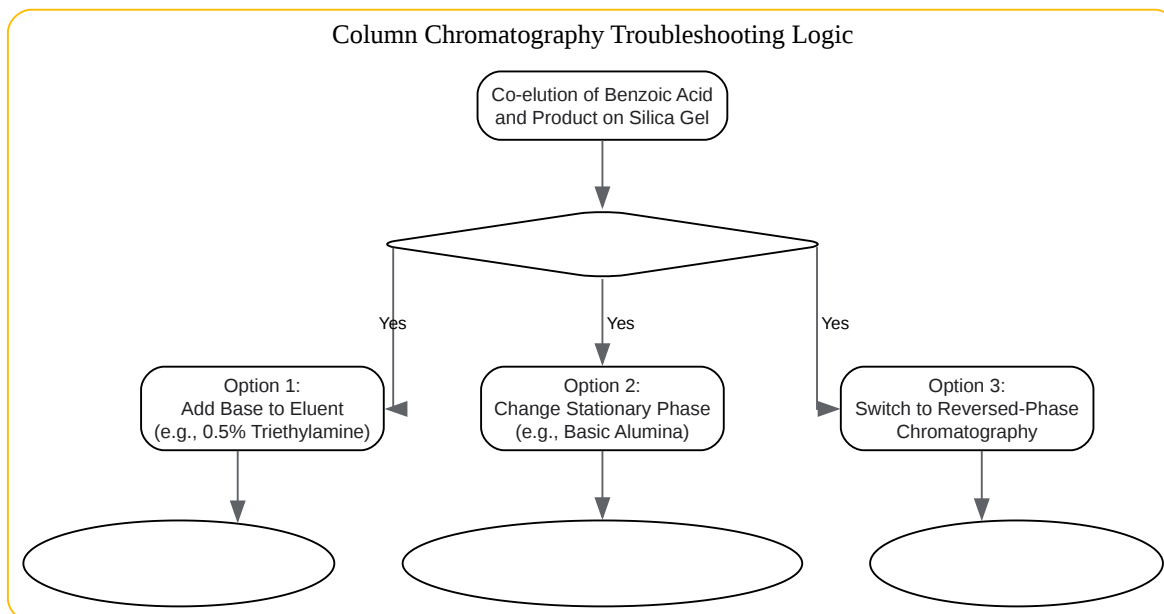 Column Chromatography Troubleshooting Logic
Co-elution of Benzoic Acid
and Product on Silica Gel
Yes
Yes
Yes
Option 1:
Add Base to Eluent
(e.g., 0.5% Triethylamine)
Option 2:
Change Stationary Phase
(e.g., Basic Alumina)
Option 3:
Switch to Reversed-Phase
Chromatography